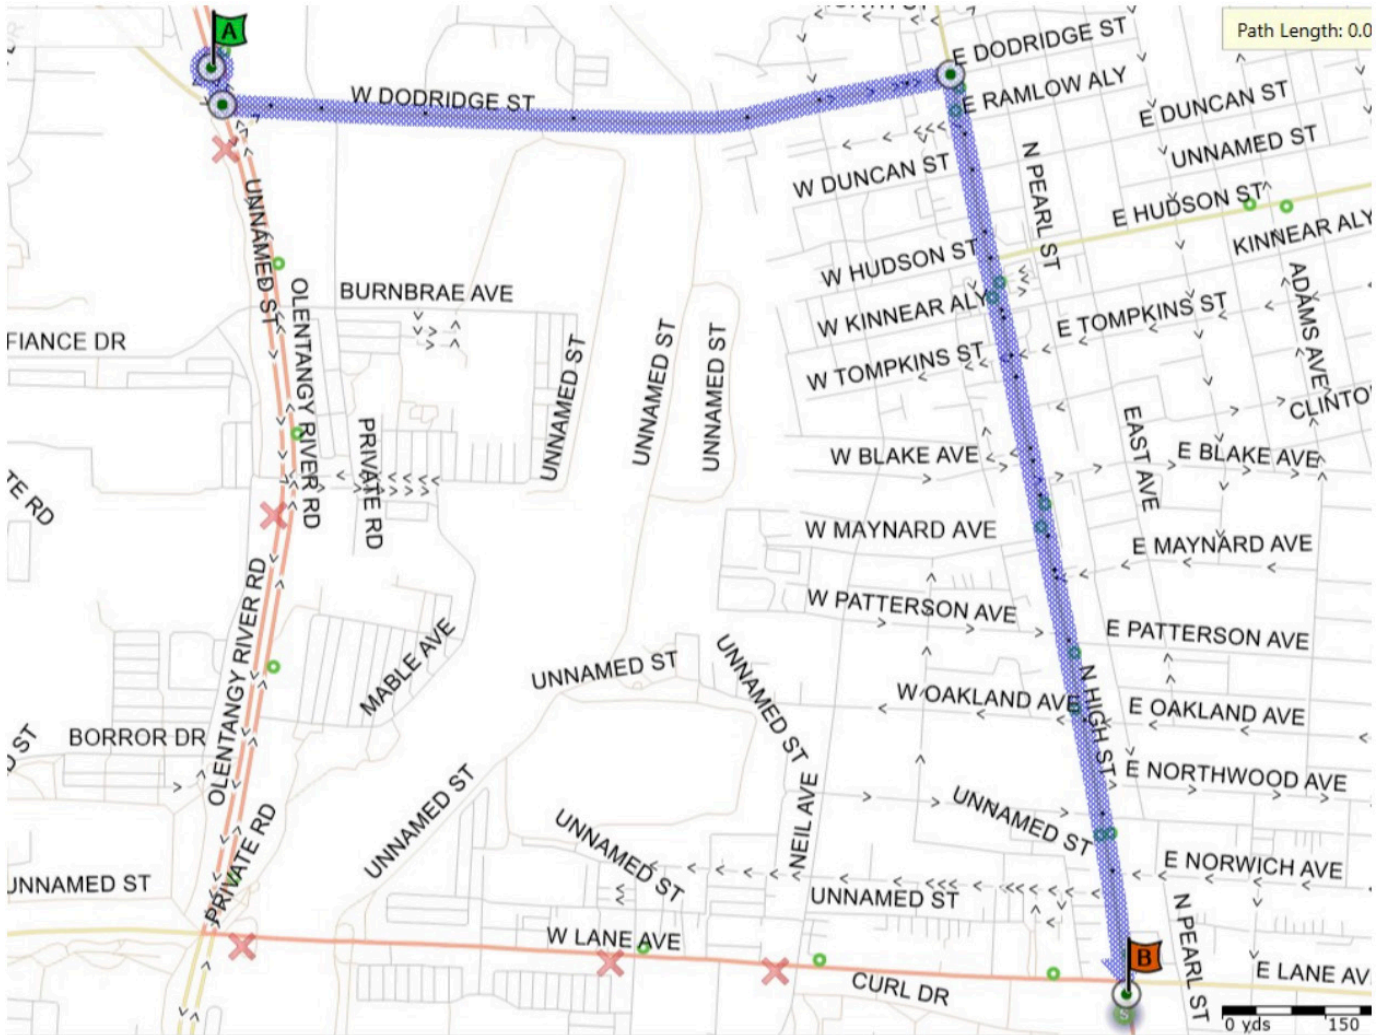 A
E DODRIDGE ST
Path Length: 0.0
W DODRIDGE ST
E RAMLOW ALY
E DUNCAN ST
UNNAMED ST
W DUNCAN ST
N PEARL ST
E HUDSON ST
KINNEAR ALY
UNNAMED ST
W HUDSON ST
OLENTANGY RIVER RD
BURNBRAE AVE
W KINNEAR ALY
E TOMPKINS ST
ADAMS AVE
FIANCE DR
UNNAMED ST
UNNAMED ST
UNNAMED ST
W TOMPKINS ST
CLINTO
PRIVATE RD
EAST AVE
W BLAKE AVE
E BLAKE AVE
TE RD
W MAYNARD AVE
E MAYNARD AVE
OLENTANGY RIVER RD
W PATTERSON AVE
E PATTERSON AVE
MABLE AVE
UNNAMED ST
UNNAMED ST
W OAKLAND AVE
N HIGH ST
E OAKLAND AVE
BORROR DR
ST
E NORTHWOOD AVE
UNNAMED ST
UNNAMED ST
NEIL AVE
UNNAMED ST
PRIVATE RD
E NORWICH AVE
UNNAMED ST
UNNAMED ST
N PEARL ST
W LANE AVE
B
CURL DR
E LANE AV
S
0 yds 150